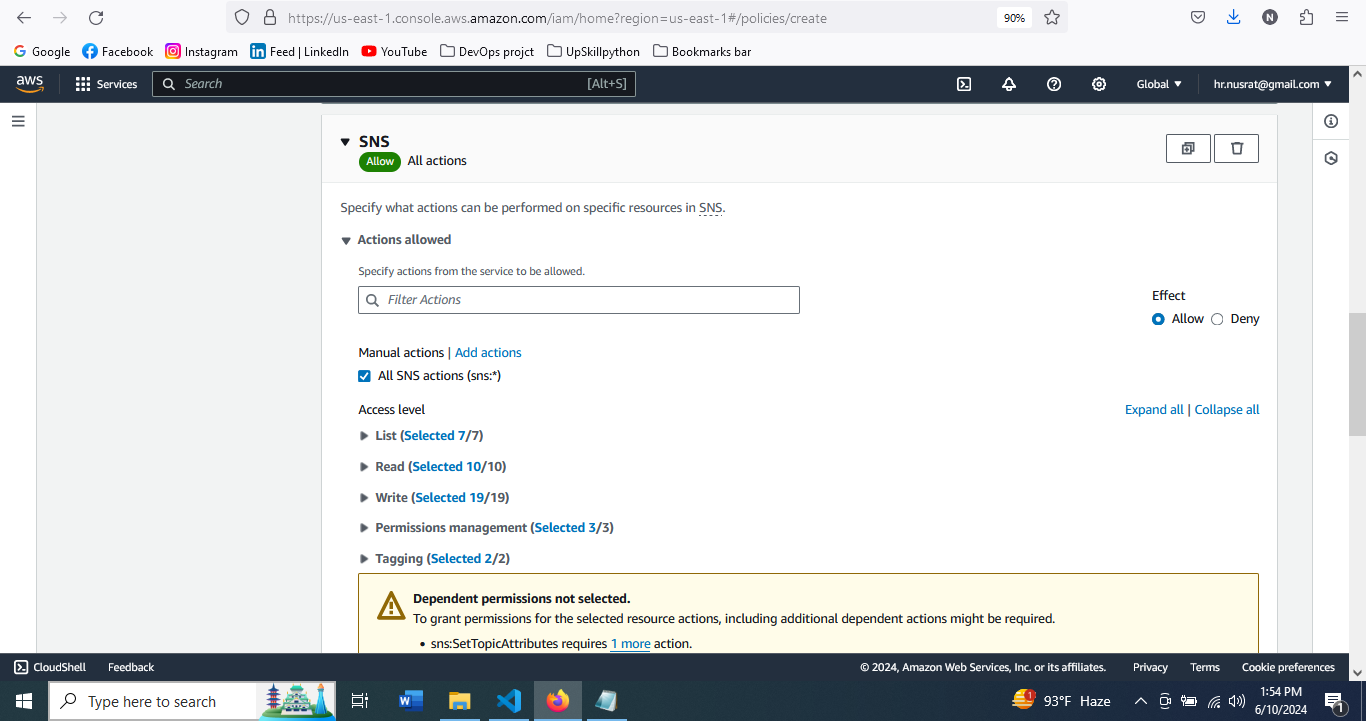 https://us-east-1.console.aws.amazon.com/iam/home?region=us-east-1#/policies/create
90%
N
Google
Facebook
Instagram
Feed | LinkedIn
YouTube
DevOps projct
UpSkillpython
Bookmarks bar
aws
Services
Search
[Alt+S]
Global
hr.nusrat@gmail.com
SNS
Allow
All actions
Specify what actions can be performed on specific resources in SNS.
Actions allowed
Specify actions from the service to be allowed.
Filter Actions
Effect
Allow
Deny
Manual actions | Add actions
All SNS actions (sns:*)
Access level
Expand all | Collapse all
List (Selected 7/7)
Read (Selected 10/10)
Write (Selected 19/19)
Permissions management (Selected 3/3)
Tagging (Selected 2/2)
Dependent permissions not selected.
To grant permissions for the selected resource actions, including additional dependent actions might be required.
• sns:SetTopicAttributes requires 1 more action.
CloudShell
Feedback
© 2024, Amazon Web Services, Inc. or its affiliates.
Privacy
Terms
Cookie preferences
Type here to search
1
93°F Haze
1:54 PM
6/10/2024
1